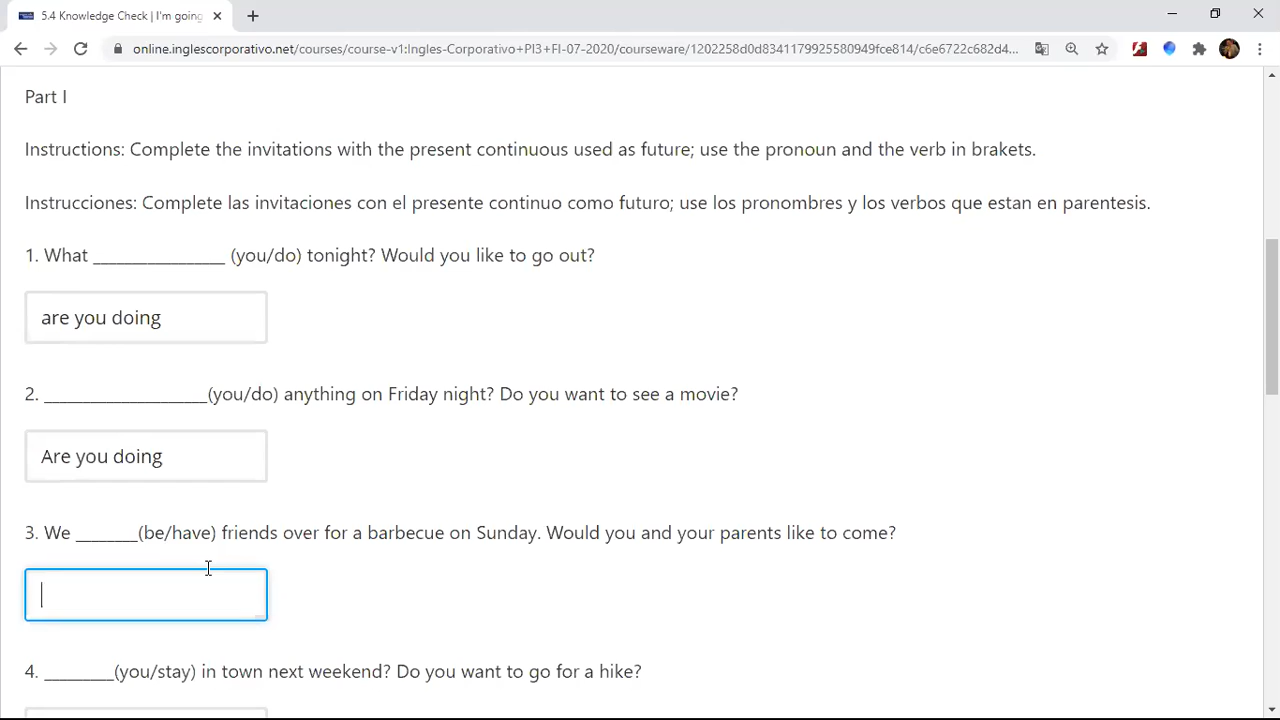 5.4 Knowledge Check | I'm going
online.inglescorporativo.net/courses/course-v1:Ingles-Corporativo+PI3+FI-07-2020/courseware/1202258d0d8341179925580949fce814/c6e6722c682d4...
Part I
Instructions: Complete the invitations with the present continuous used as future; use the pronoun and the verb in brakets.
Instrucciones: Complete las invitaciones con el presente continuo como futuro; use los pronombres y los verbos que estan en parentesis.
1. What _______________ (you/do) tonight? Would you like to go out?
are you doing
2. ___________________(you/do) anything on Friday night? Do you want to see a movie?
Are you doing
3. We _______(be/have) friends over for a barbecue on Sunday. Would you and your parents like to come?
4. ________(you/stay) in town next weekend? Do you want to go for a hike?